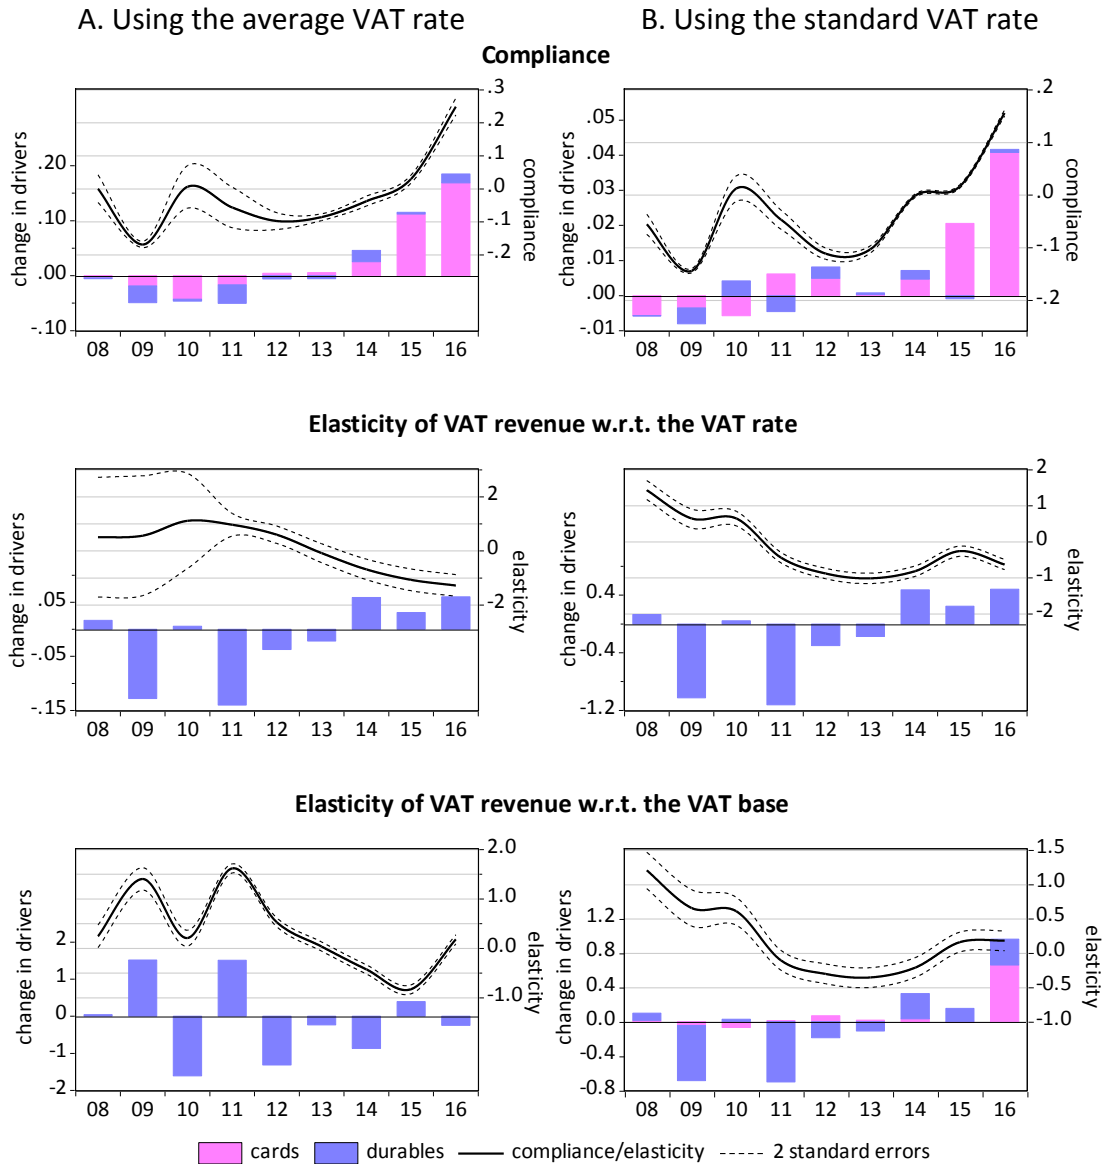 A. Using the average VAT rate
B. Using the standard VAT rate
Compliance
change in drivers
.20
.10
.00
-.10
.3
.2
.1
.0
-.1
-.2
compliance
08 09 10 11 12 13 14 15 16
change in drivers
.05
.04
.03
.02
.01
.00
-.01
.2
.1
.0
-.1
-.2
compliance
08 09 10 11 12 13 14 15 16
Elasticity of VAT revenue w.r.t. the VAT rate
change in drivers
.05
-.05
-.15
2
0
-2
elasticity
08 09 10 11 12 13 14 15 16
change in drivers
0.4
-0.4
-1.2
2
1
0
-1
-2
elasticity
08 09 10 11 12 13 14 15 16
Elasticity of VAT revenue w.r.t. the VAT base
change in drivers
2
1
0
-1
-2
2.0
1.0
0.0
-1.0
elasticity
08 09 10 11 12 13 14 15 16
change in drivers
1.2
0.8
0.4
0.0
-0.4
-0.8
1.5
1.0
0.5
0.0
-0.5
-1.0
elasticity
08 09 10 11 12 13 14 15 16
cards durables compliance/elasticity 2 standard errors